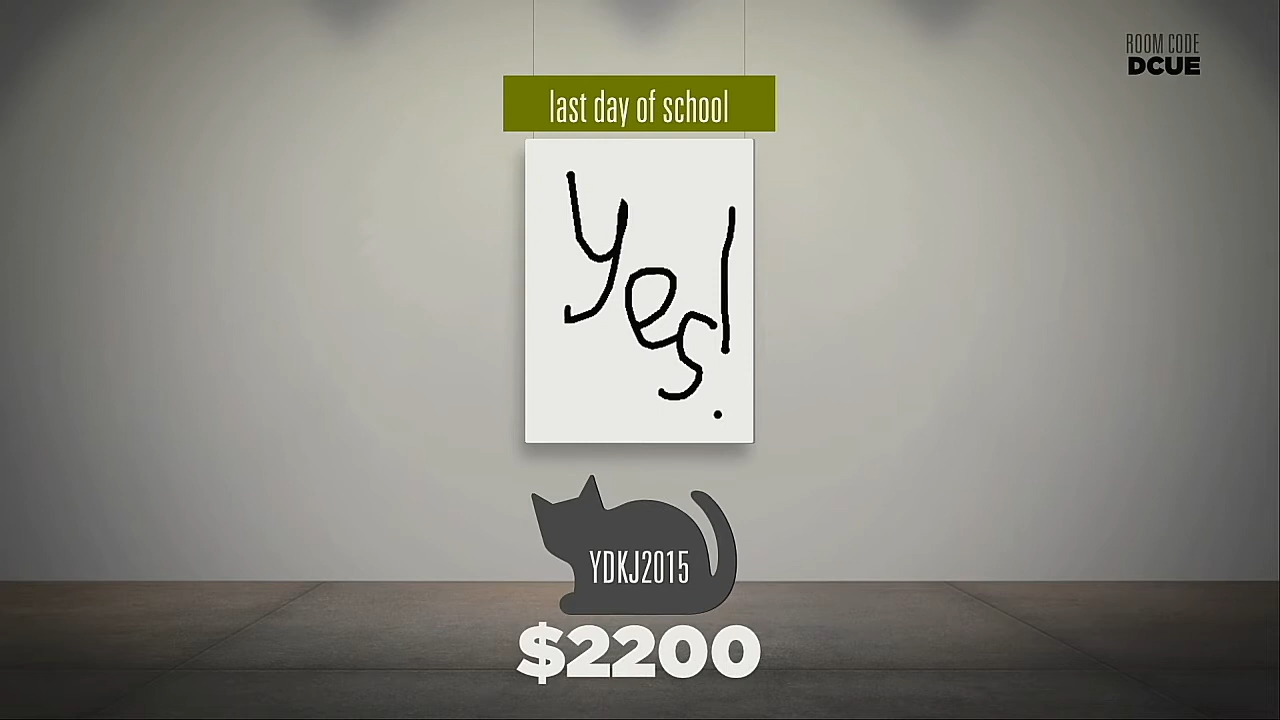 ROOM CODE
DCUE
last day of school
yes!
YDKJ2015
$2200